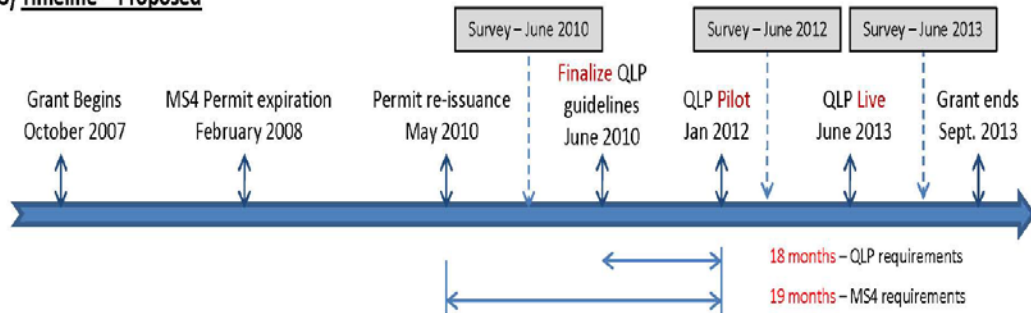 Timeline – Proposed
Survey – June 2010
Survey – June 2012
Survey – June 2013
Grant Begins
October 2007
MS4 Permit expiration
February 2008
Permit re-issuance
May 2010
Finalize QLP
guidelines
June 2010
QLP Pilot
Jan 2012
QLP Live
June 2013
Grant ends
Sept. 2013
18 months – QLP requirements
19 months – MS4 requirements